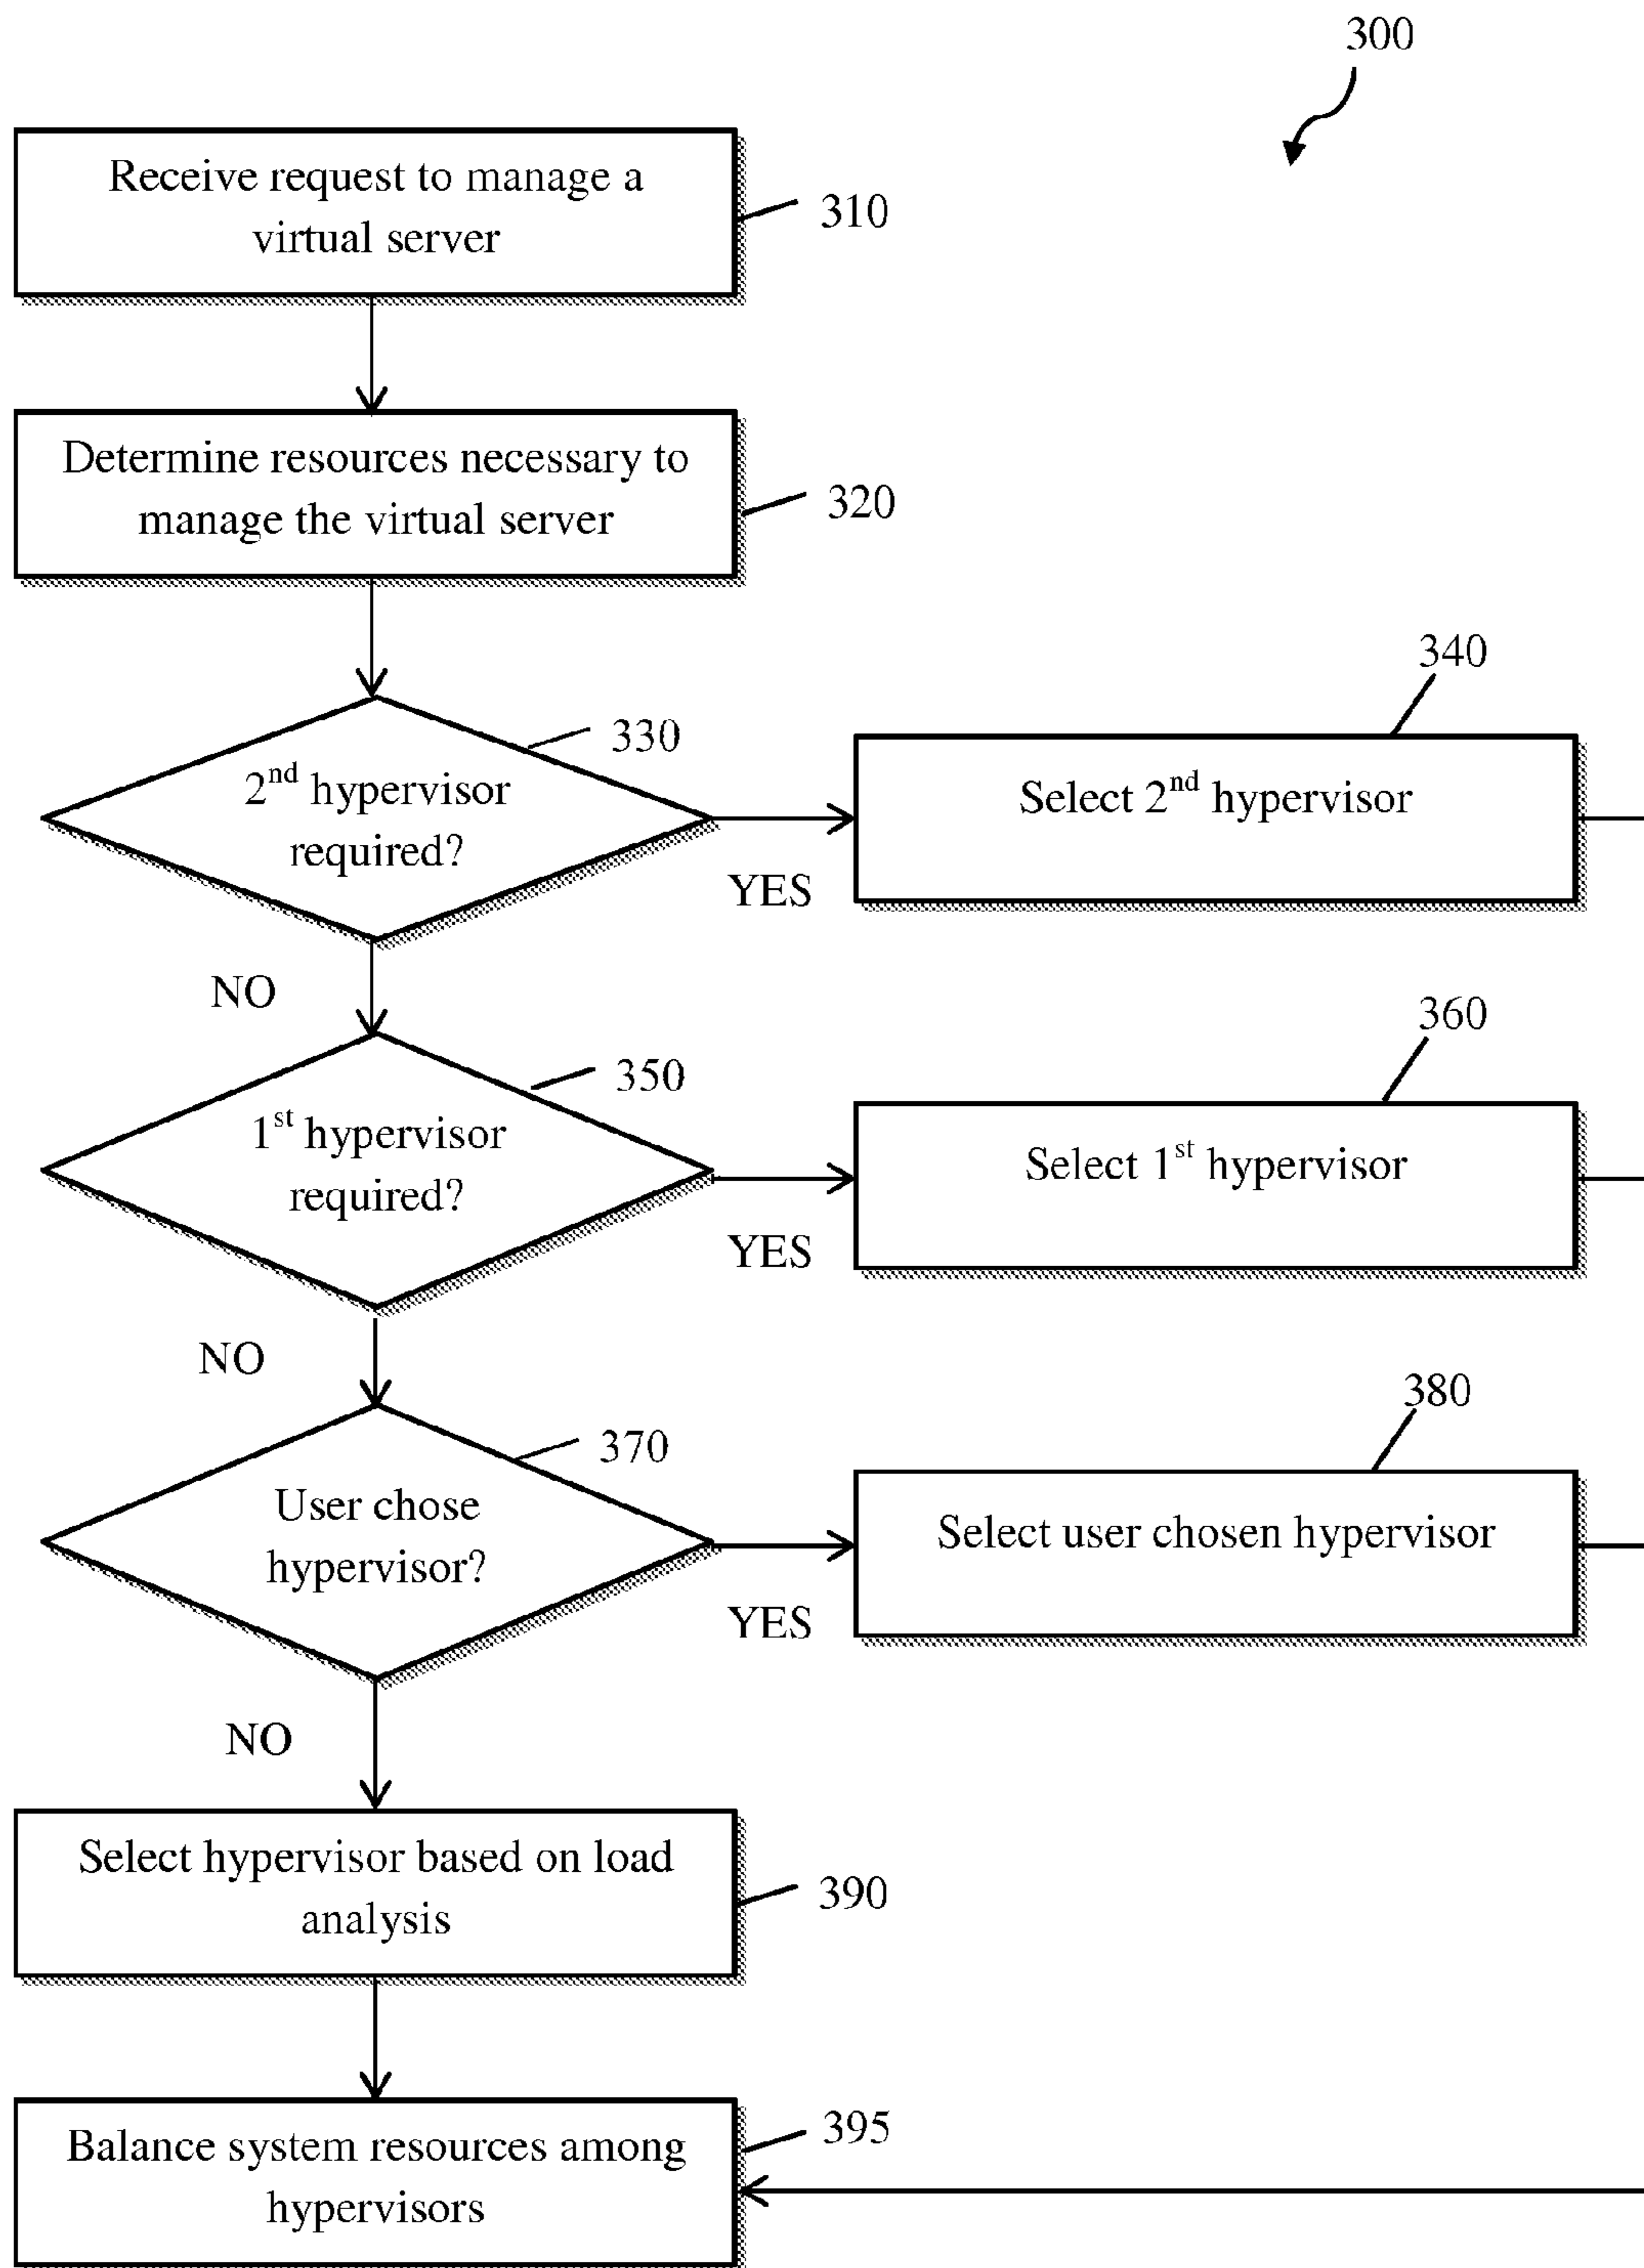 300
Receive request to manage a
virtual server
310
Determine resources necessary to
manage the virtual server
320
330
2nd hypervisor
required?
YES
340
Select 2nd hypervisor
NO
350
1st hypervisor
required?
YES
360
Select 1st hypervisor
NO
370
User chose
hypervisor?
YES
380
Select user chosen hypervisor
NO
Select hypervisor based on load
analysis
390
Balance system resources among
hypervisors
395